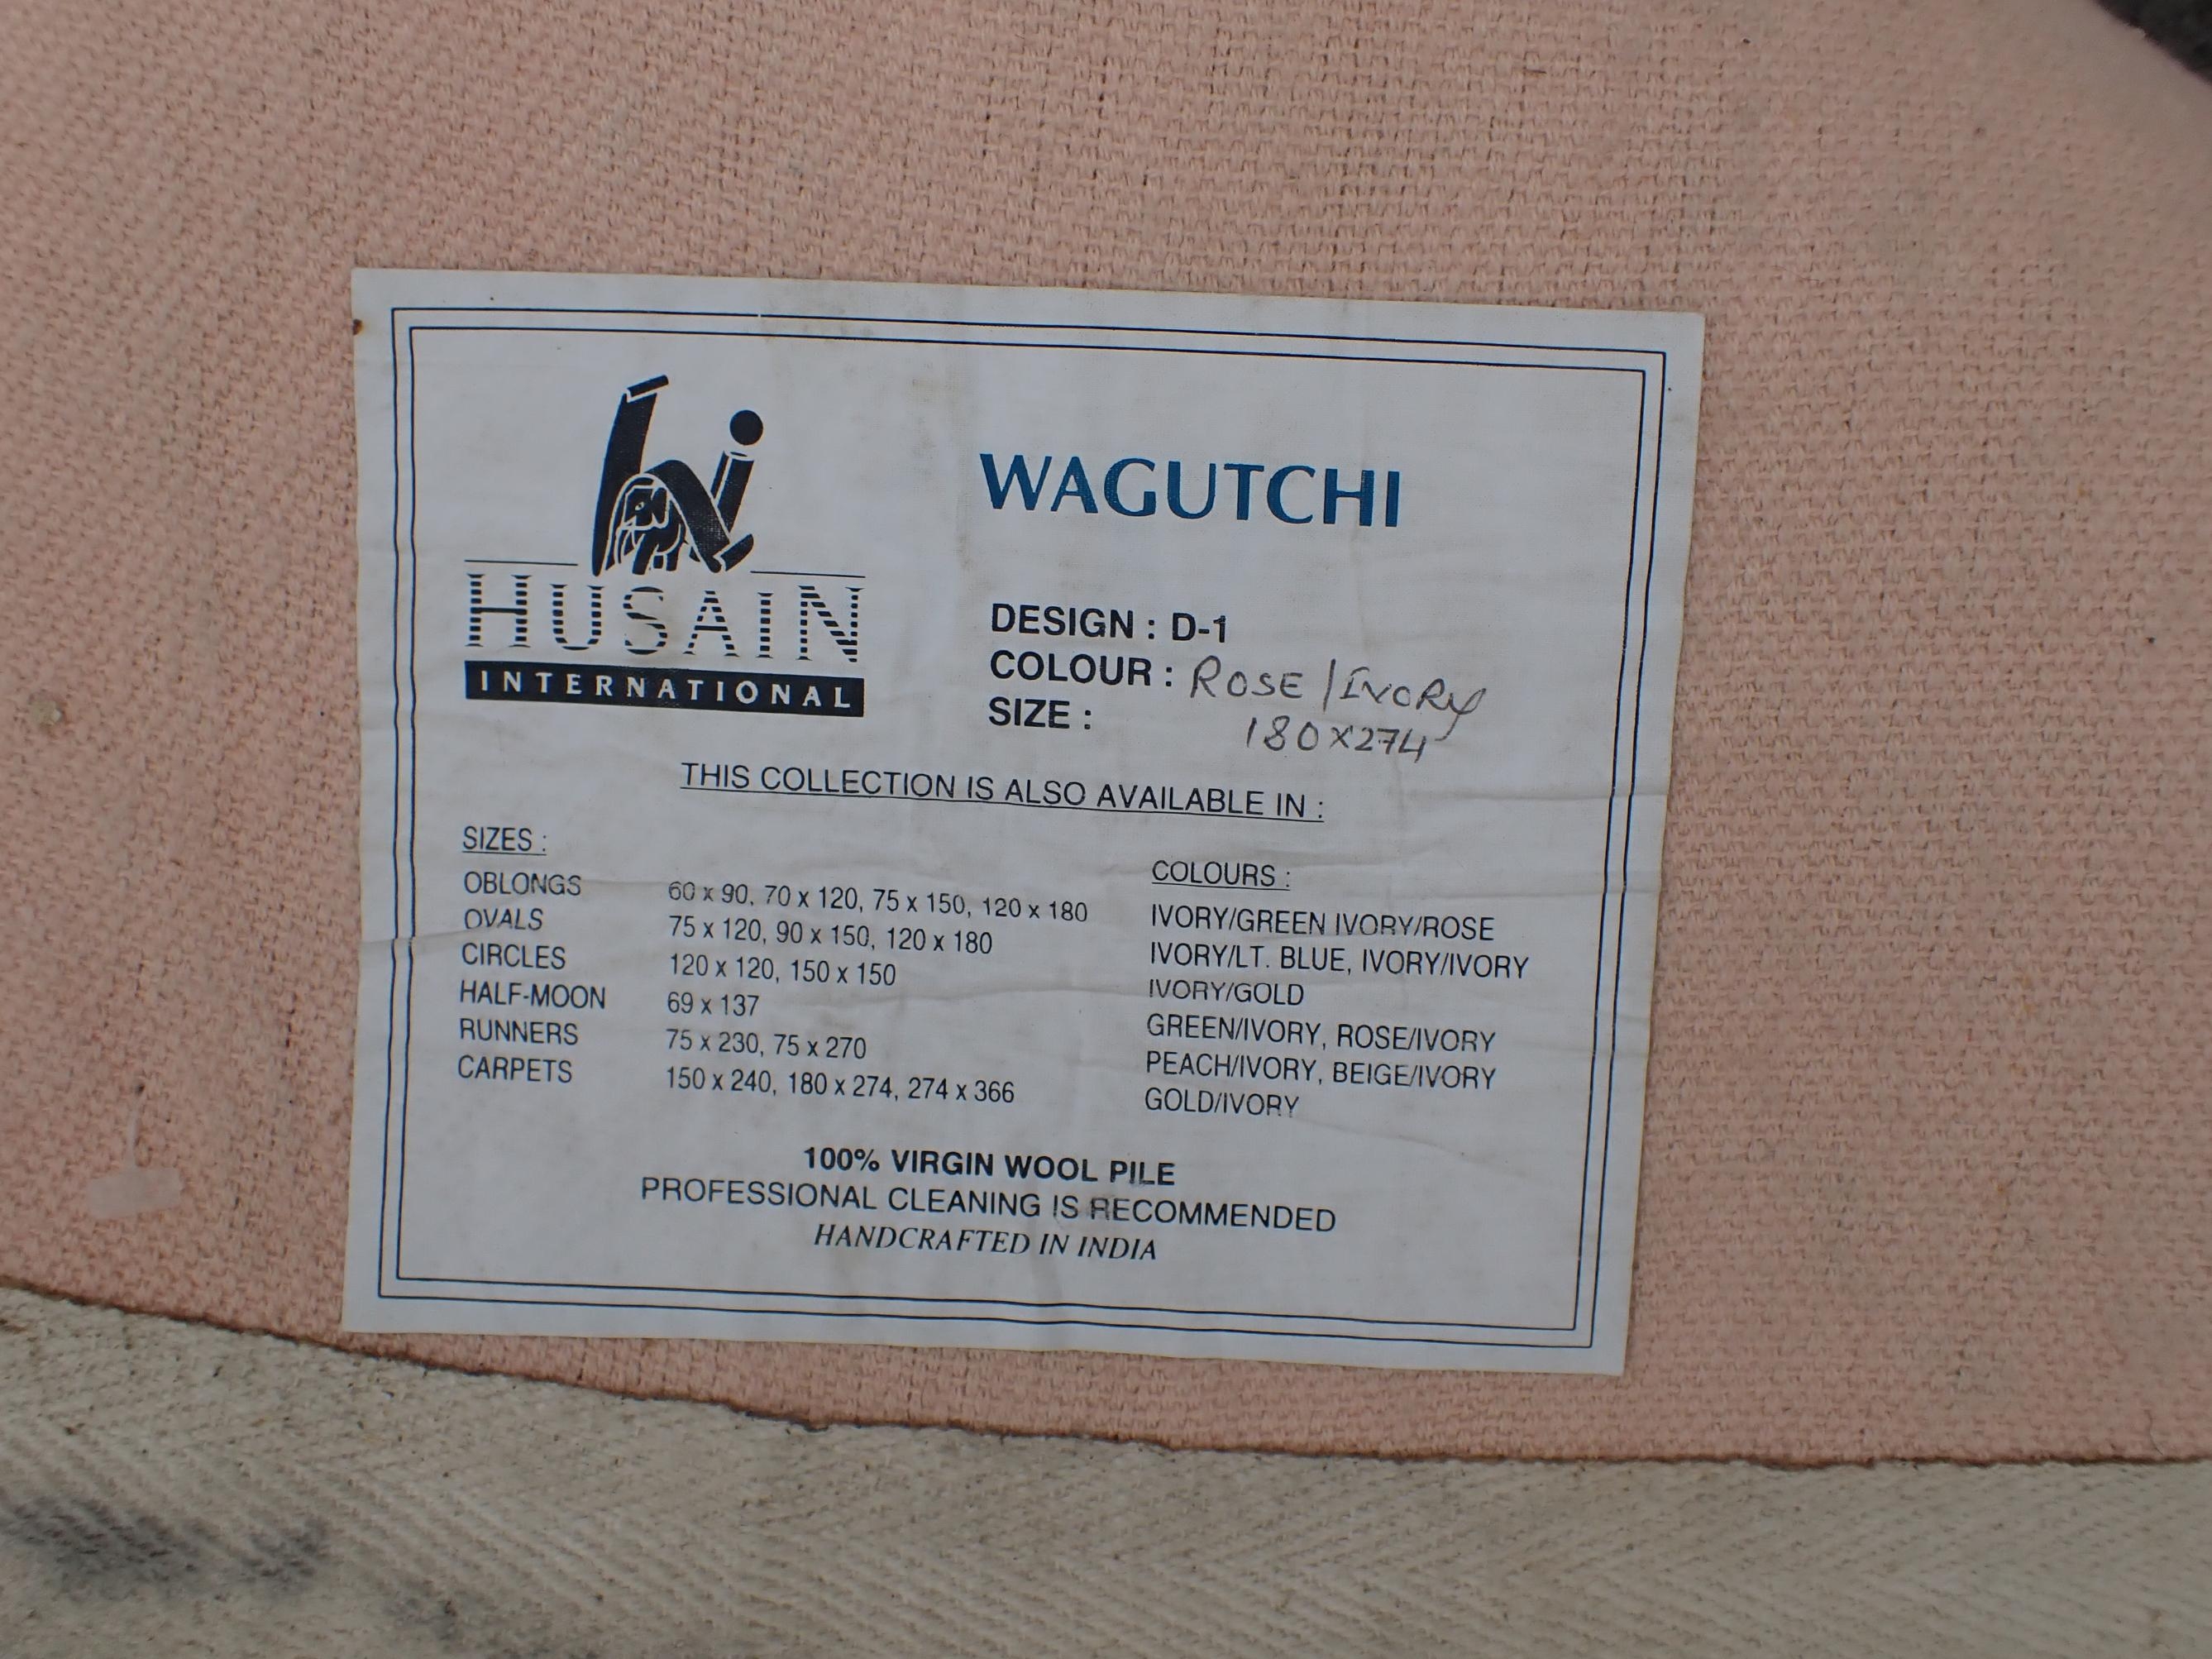 hi
HUSAIN
INTERNATIONAL
WAGUTCHI
DESIGN : D-1
COLOUR : ROSE/IVORY
SIZE : 180X274
THIS COLLECTION IS ALSO AVAILABLE IN :
SIZES :
OBLONGS 60 x 90, 70 x 120, 75 x 150, 120 x 180
OVALS 75 x 120, 90 x 150, 120 x 180
CIRCLES 120 x 120, 150 x 150
HALF-MOON 69 x 137
RUNNERS 75 x 230, 75 x 270
CARPETS 150 x 240, 180 x 274, 274 x 366
COLOURS :
IVORY/GREEN IVORY/ROSE
IVORY/LT. BLUE, IVORY/IVORY
IVORY/GOLD
GREEN/IVORY, ROSE/IVORY
PEACH/IVORY, BEIGE/IVORY
GOLD/IVORY
100% VIRGIN WOOL PILE
PROFESSIONAL CLEANING IS RECOMMENDED
HANDCRAFTED IN INDIA